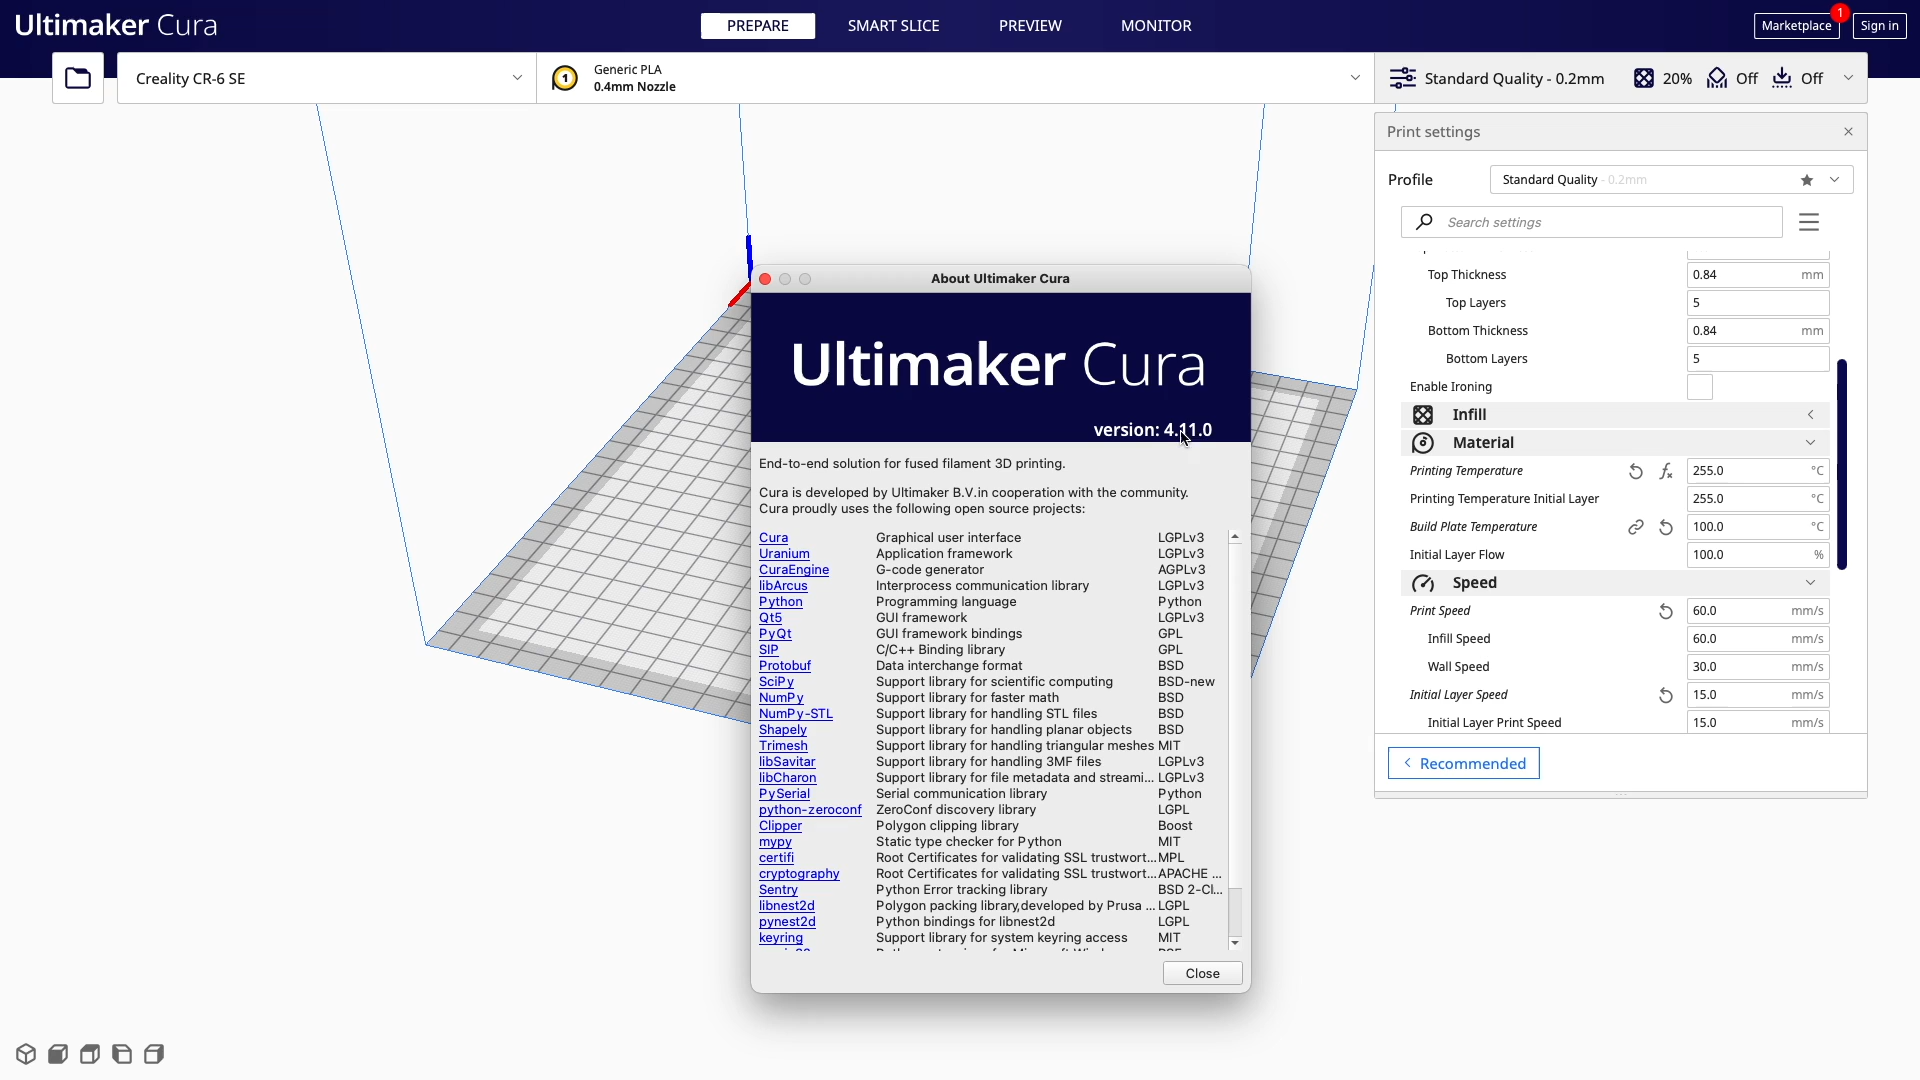 Ultimaker Cura
PREPARE
SMART SLICE
PREVIEW
MONITOR
Marketplace
1
Sign in
Creality CR-6 SE
1
Generic PLA
0.4mm Nozzle
Standard Quality - 0.2mm
20%
Off
Off
Print settings
Profile
Standard Quality - 0.2mm
Search settings
Top Thickness 0.84 mm
Top Layers 5
Bottom Thickness 0.84 mm
Bottom Layers 5
Enable Ironing
Infill
Material
Printing Temperature 255.0 °C
Printing Temperature Initial Layer 255.0 °C
Build Plate Temperature 100.0 °C
Initial Layer Flow 100.0 %
Speed
Print Speed 60.0 mm/s
Infill Speed 60.0 mm/s
Wall Speed 30.0 mm/s
Initial Layer Speed 15.0 mm/s
Initial Layer Print Speed 15.0 mm/s
Recommended
About Ultimaker Cura
Ultimaker Cura
version: 4.11.0
End-to-end solution for fused filament 3D printing.
Cura is developed by Ultimaker B.V.in cooperation with the community.
Cura proudly uses the following open source projects:
Cura Graphical user interface LGPLv3
Uranium Application framework LGPLv3
CuraEngine G-code generator AGPLv3
libArcus Interprocess communication library LGPLv3
Python Programming language Python
Qt5 GUI framework LGPLv3
PyQt GUI framework bindings GPL
SIP C/C++ Binding library GPL
Protobuf Data interchange format BSD
SciPy Support library for scientific computing BSD-new
NumPy Support library for faster math BSD
NumPy-STL Support library for handling STL files BSD
Shapely Support library for handling planar objects BSD
Trimesh Support library for handling triangular meshes MIT
libSavitar Support library for handling 3MF files LGPLv3
libCharon Support library for file metadata and streami... LGPLv3
PySerial Serial communication library Python
python-zeroconf ZeroConf discovery library LGPL
Clipper Polygon clipping library Boost
mypy Static type checker for Python MIT
certifi Root Certificates for validating SSL trustwort... MPL
cryptography Root Certificates for validating SSL trustwort... APACHE ...
Sentry Python Error tracking library BSD 2-Cl...
libnest2d Polygon packing library,developed by Prusa ... LGPL
pynest2d Python bindings for libnest2d LGPL
keyring Support library for system keyring access MIT
Close